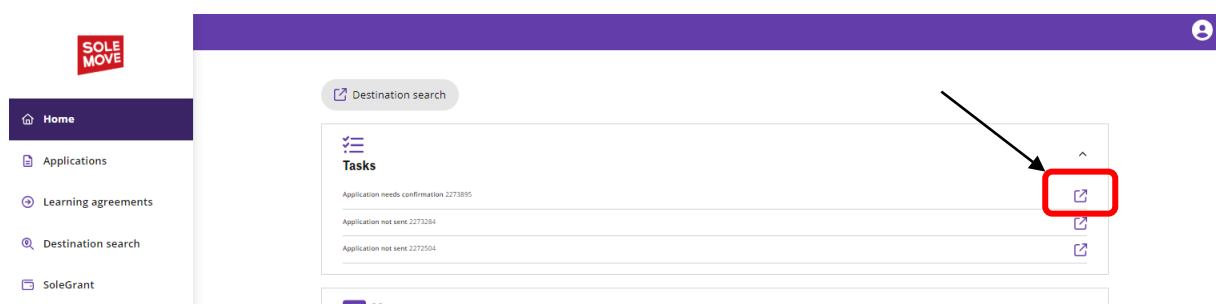 SOLE
MOVE
Destination search
Home
Tasks
Applications
Application needs confirmation 2273895
Learning agreements
Application not sent 2273284
Destination search
Application not sent 2272504
SoleGrant